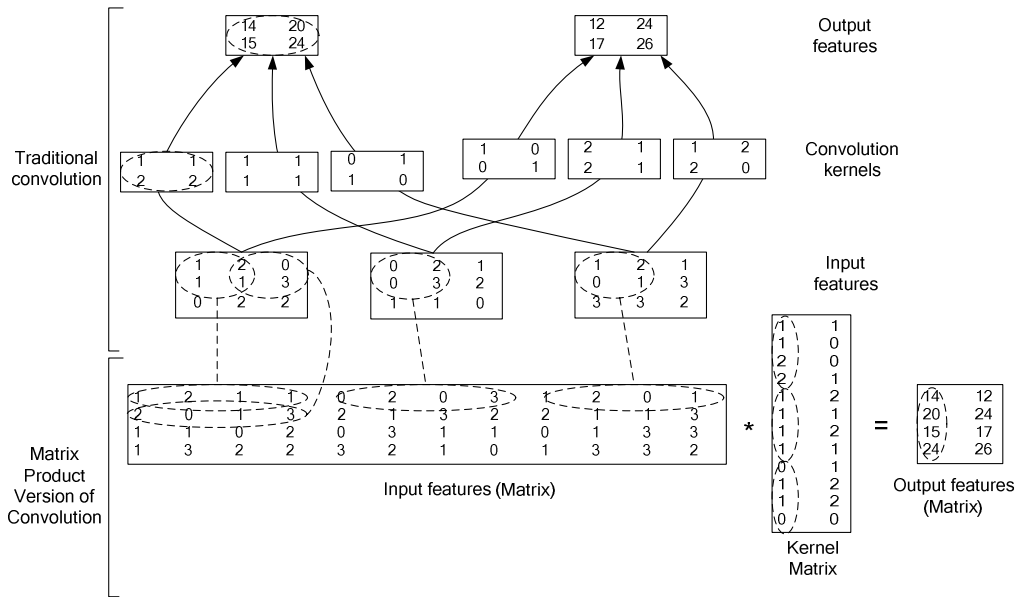 14 20
15 24
12 24
17 26
Output
features
Traditional
convolution
1 1
2 2
1 1
1 1
0 1
1 0
1 0
0 1
2 1
2 1
1 2
2 0
Convolution
kernels
1 2 0
1 1 3
0 2 2
0 2 1
0 3 2
1 1 0
1 2 1
0 1 3
3 3 2
Input
features
Matrix
Product
Version of
Convolution
1 2 1 1 0 2 0 3 1 2 0 1
2 0 1 3 2 1 3 2 2 1 1 3
1 1 0 2 0 3 1 1 0 1 3 3
1 3 2 2 3 2 1 0 1 3 3 2
Input features (Matrix)
*
1 1
1 0
2 0
2 1
1 2
1 1
1 2
1 1
0 1
1 2
1 2
0 0
Kernel
Matrix
=
14 12
20 24
15 17
24 26
Output features
(Matrix)